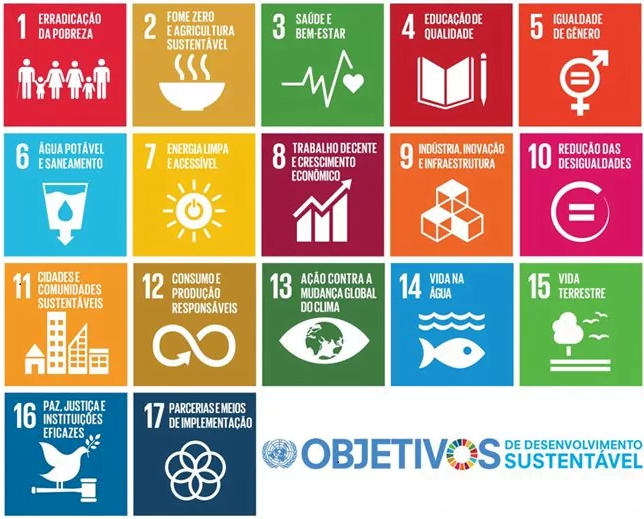 1 ERRADICAÇÃO
DA POBREZA
2 FOME ZERO
E AGRICULTURA
SUSTENTÁVEL
3 SAÚDE E
BEM-ESTAR
4 EDUCAÇÃO DE
QUALIDADE
5 IGUALDADE
DE GÊNERO
6 ÁGUA POTÁVEL
E SANEAMENTO
7 ENERGIA LIMPA
E ACESSÍVEL
8 TRABALHO DECENTE
E CRESCIMENTO
ECONÔMICO
9 INDÚSTRIA, INOVAÇÃO
E INFRAESTRUTURA
10 REDUÇÃO DAS
DESIGUALDADES
11 CIDADES E
COMUNIDADES
SUSTENTÁVEIS
12 CONSUMO E
PRODUÇÃO
RESPONSÁVEIS
13 AÇÃO CONTRA A
MUDANÇA GLOBAL
DO CLIMA
14 VIDA NA
ÁGUA
15 VIDA
TERRESTRE
16 PAZ, JUSTIÇA E
INSTITUIÇÕES
EFICAZES
17 PARCERIAS E MEIOS
DE IMPLEMENTAÇÃO
OBJETIVOS
DE DESENVOLVIMENTO
SUSTENTÁVEL